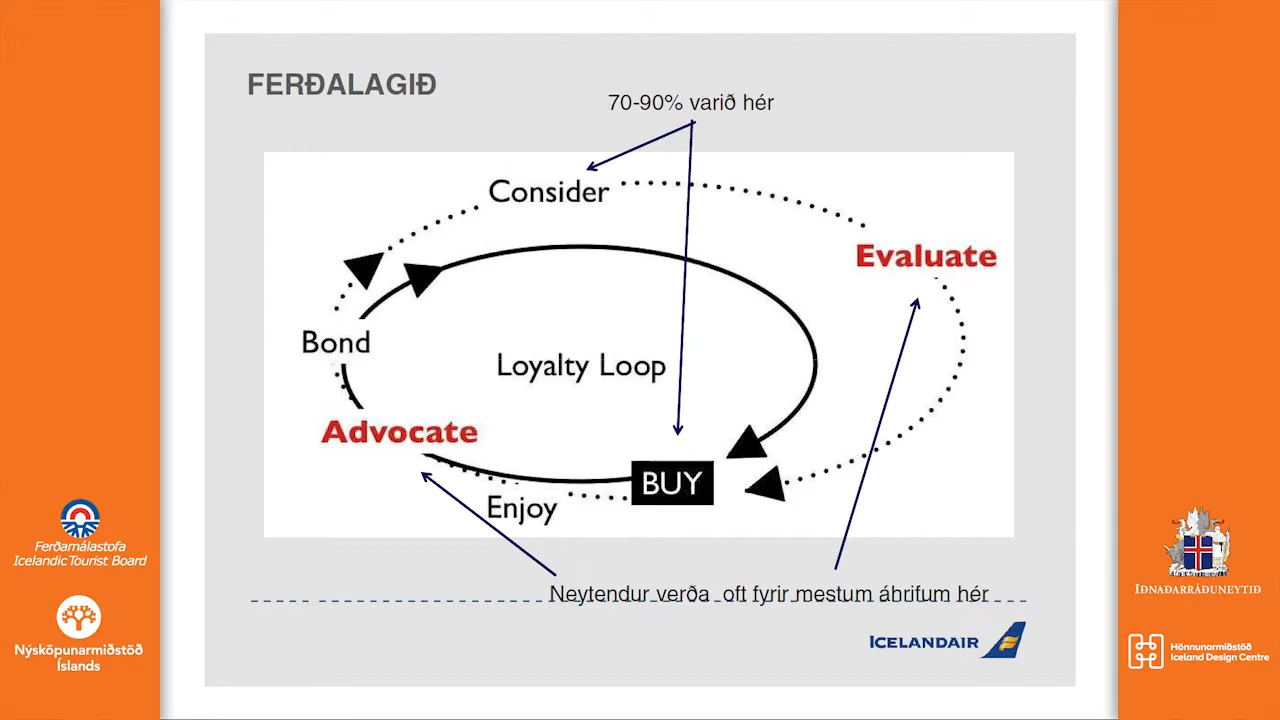 FERÐALAGIÐ
70-90% varið hér
Consider
Evaluate
Bond
Loyalty Loop
Advocate
BUY
Enjoy
Neytendur verða oft fyrir mestum áhrifum hér
ICELANDAIR
Ferðamálastofa
Icelandic Tourist Board
Nýsköpunarmiðstöð
Íslands
IÐNAÐARRÁÐUNEYTIÐ
Hönnunarmiðstöð
Iceland Design Centre